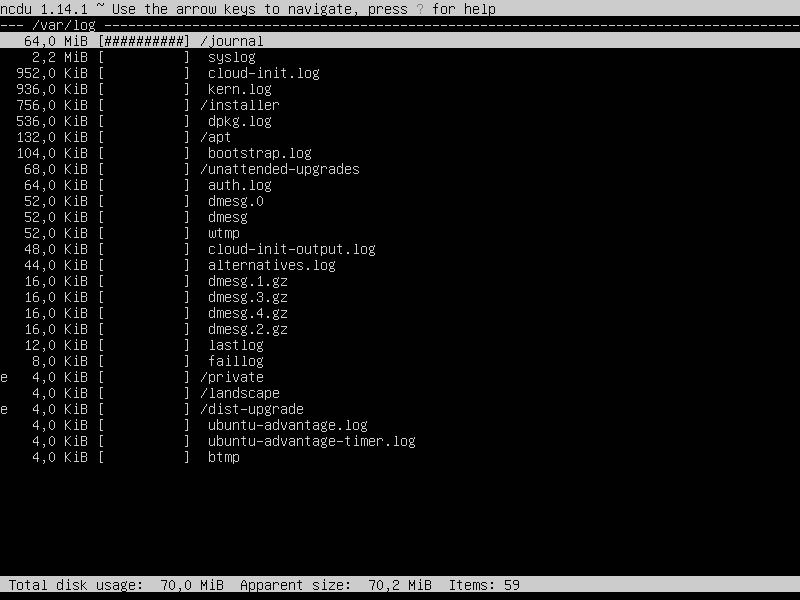 ncdu 1.14.1 ~ Use the arrow keys to navigate, press ? for help
--- /var/log ---------------------------------------------------------------------------------------
   64,0 MiB [##########] /journal
    2,2 MiB [          ]  syslog
  952,0 KiB [          ]  cloud-init.log
  936,0 KiB [          ]  kern.log
  756,0 KiB [          ] /installer
  536,0 KiB [          ]  dpkg.log
  132,0 KiB [          ] /apt
  104,0 KiB [          ]  bootstrap.log
   68,0 KiB [          ] /unattended-upgrades
   64,0 KiB [          ]  auth.log
   52,0 KiB [          ]  dmesg.0
   52,0 KiB [          ]  dmesg
   52,0 KiB [          ]  wtmp
   48,0 KiB [          ]  cloud-init-output.log
   44,0 KiB [          ]  alternatives.log
   16,0 KiB [          ]  dmesg.1.gz
   16,0 KiB [          ]  dmesg.3.gz
   16,0 KiB [          ]  dmesg.4.gz
   16,0 KiB [          ]  dmesg.2.gz
   12,0 KiB [          ]  lastlog
    8,0 KiB [          ]  faillog
e   4,0 KiB [          ] /private
    4,0 KiB [          ] /landscape
e   4,0 KiB [          ] /dist-upgrade
    4,0 KiB [          ]  ubuntu-advantage.log
    4,0 KiB [          ]  ubuntu-advantage-timer.log
    4,0 KiB [          ]  btmp
 Total disk usage:  70,0 MiB  Apparent size:  70,2 MiB  Items: 59